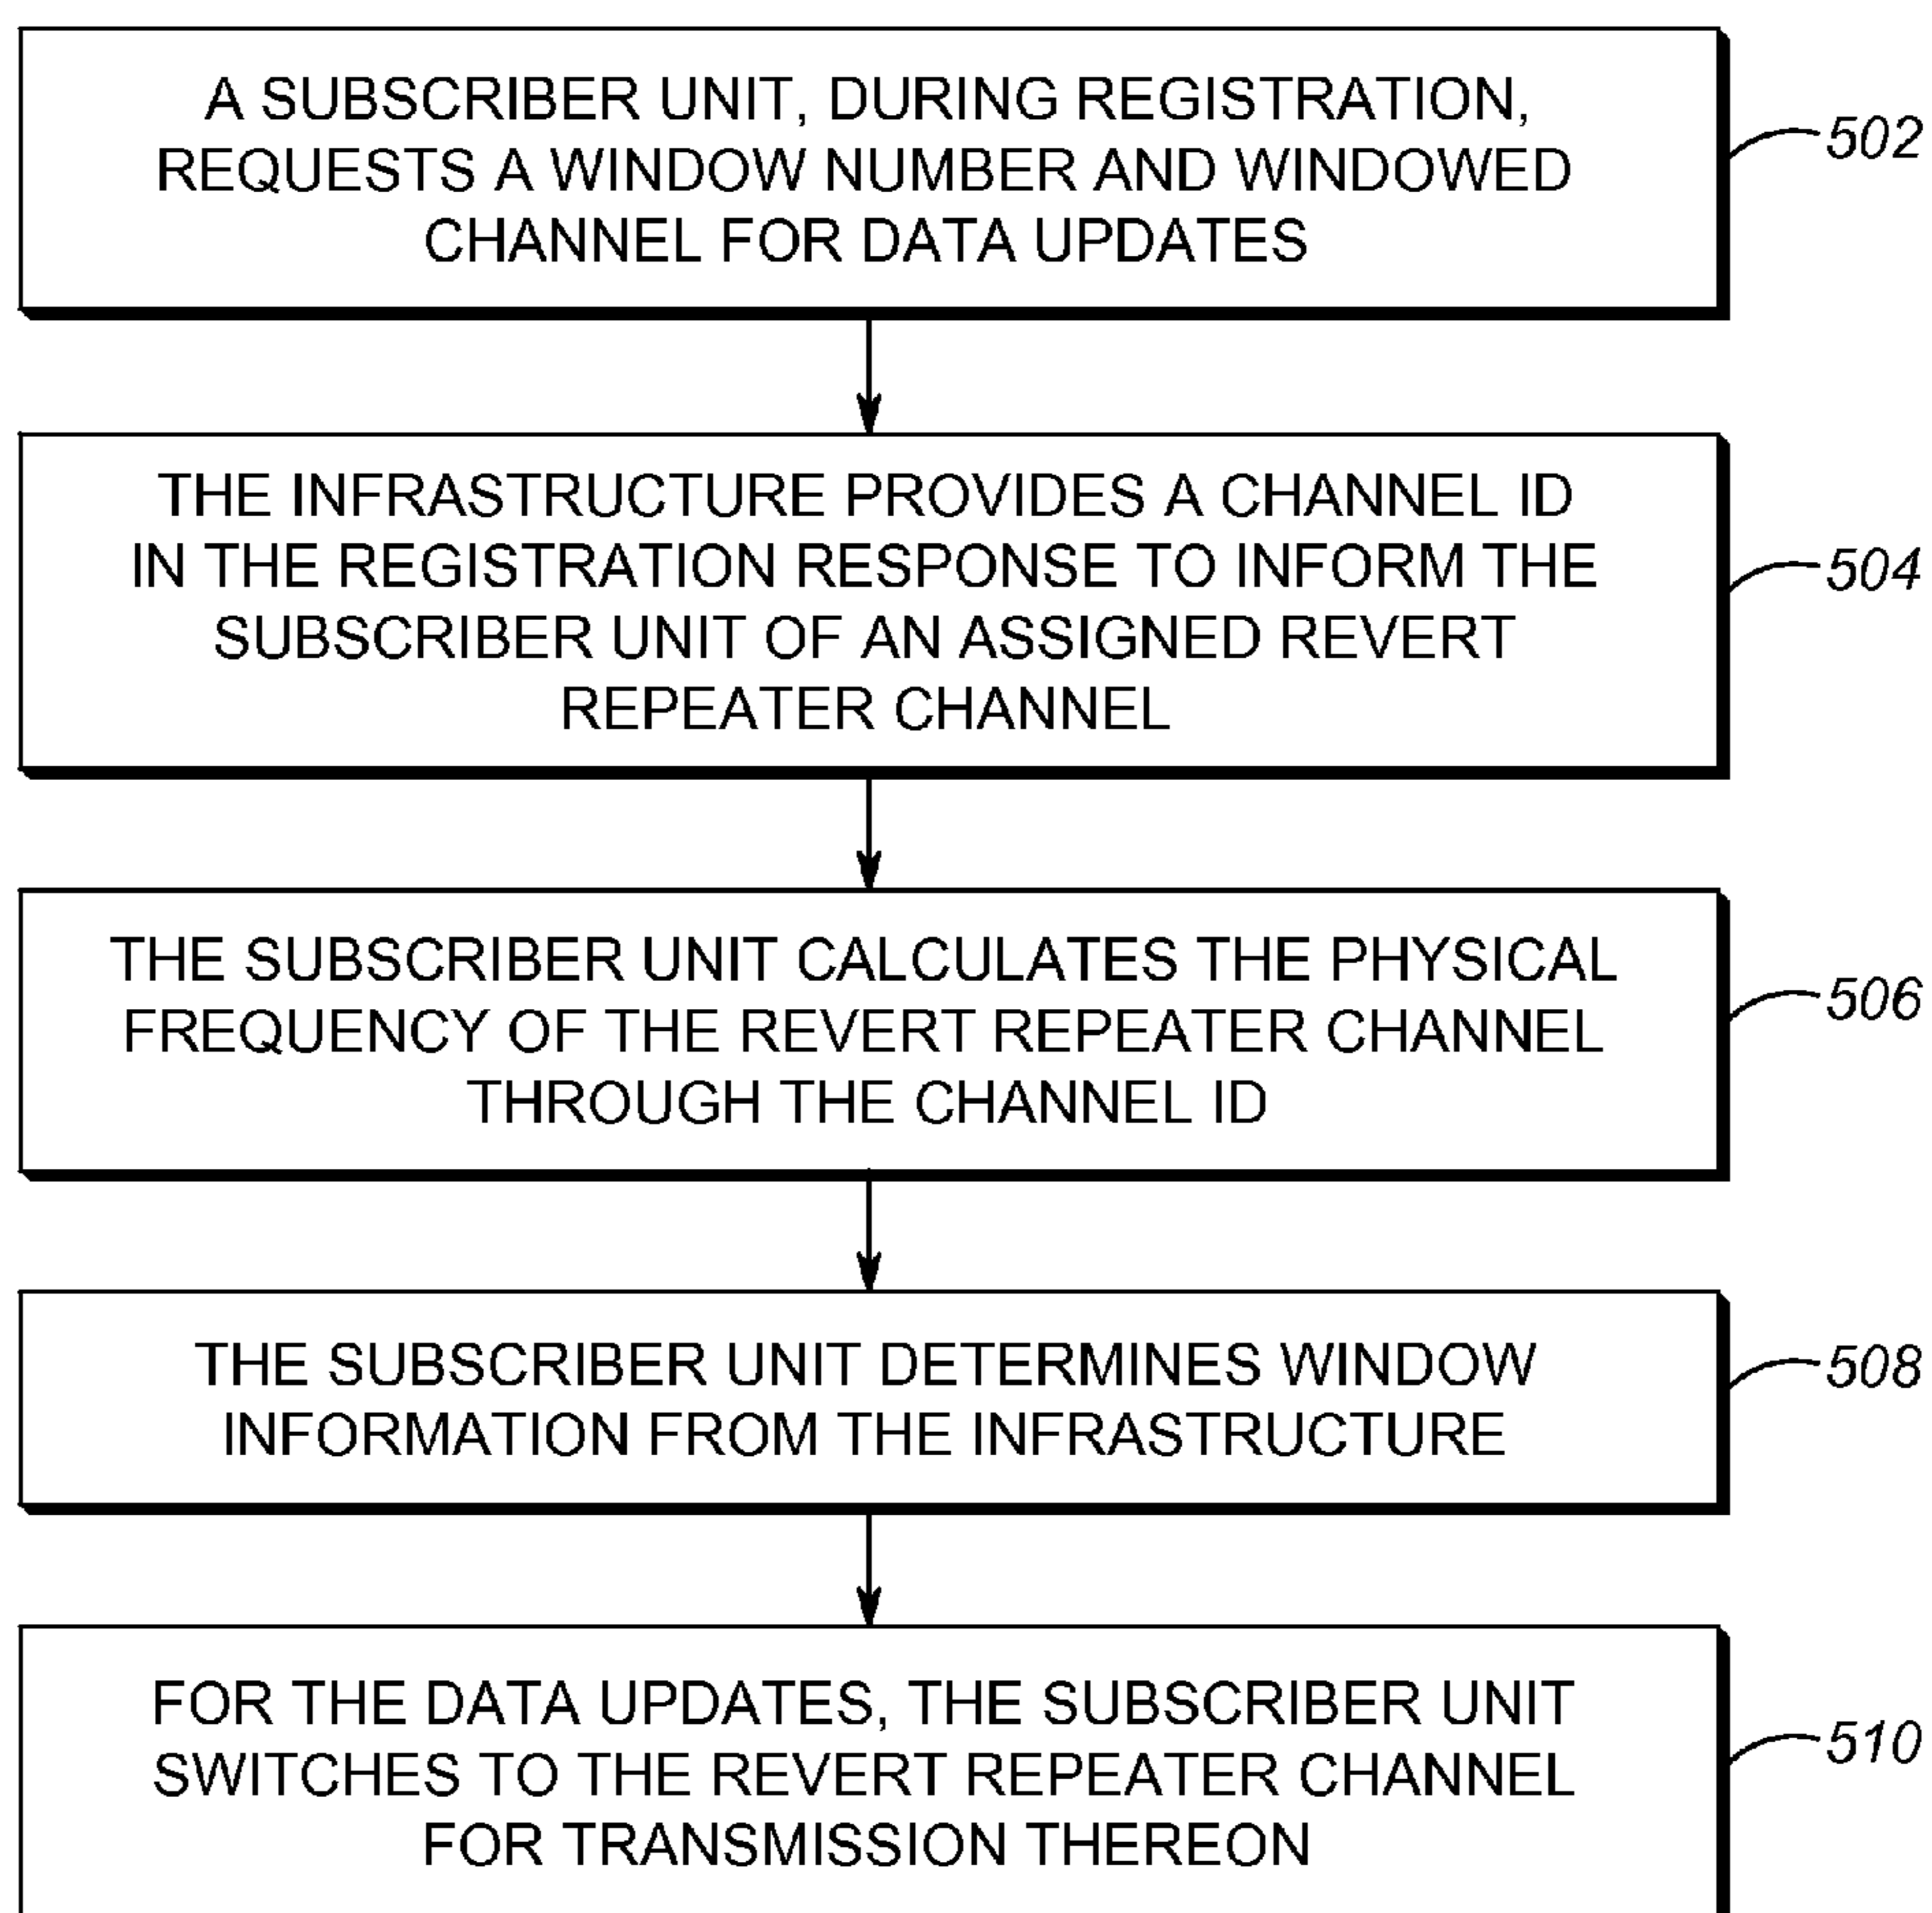 A SUBSCRIBER UNIT, DURING REGISTRATION,
REQUESTS A WINDOW NUMBER AND WINDOWED
CHANNEL FOR DATA UPDATES
502
THE INFRASTRUCTURE PROVIDES A CHANNEL ID
IN THE REGISTRATION RESPONSE TO INFORM THE
SUBSCRIBER UNIT OF AN ASSIGNED REVERT
REPEATER CHANNEL
504
THE SUBSCRIBER UNIT CALCULATES THE PHYSICAL
FREQUENCY OF THE REVERT REPEATER CHANNEL
THROUGH THE CHANNEL ID
506
THE SUBSCRIBER UNIT DETERMINES WINDOW
INFORMATION FROM THE INFRASTRUCTURE
508
FOR THE DATA UPDATES, THE SUBSCRIBER UNIT
SWITCHES TO THE REVERT REPEATER CHANNEL
FOR TRANSMISSION THEREON
510